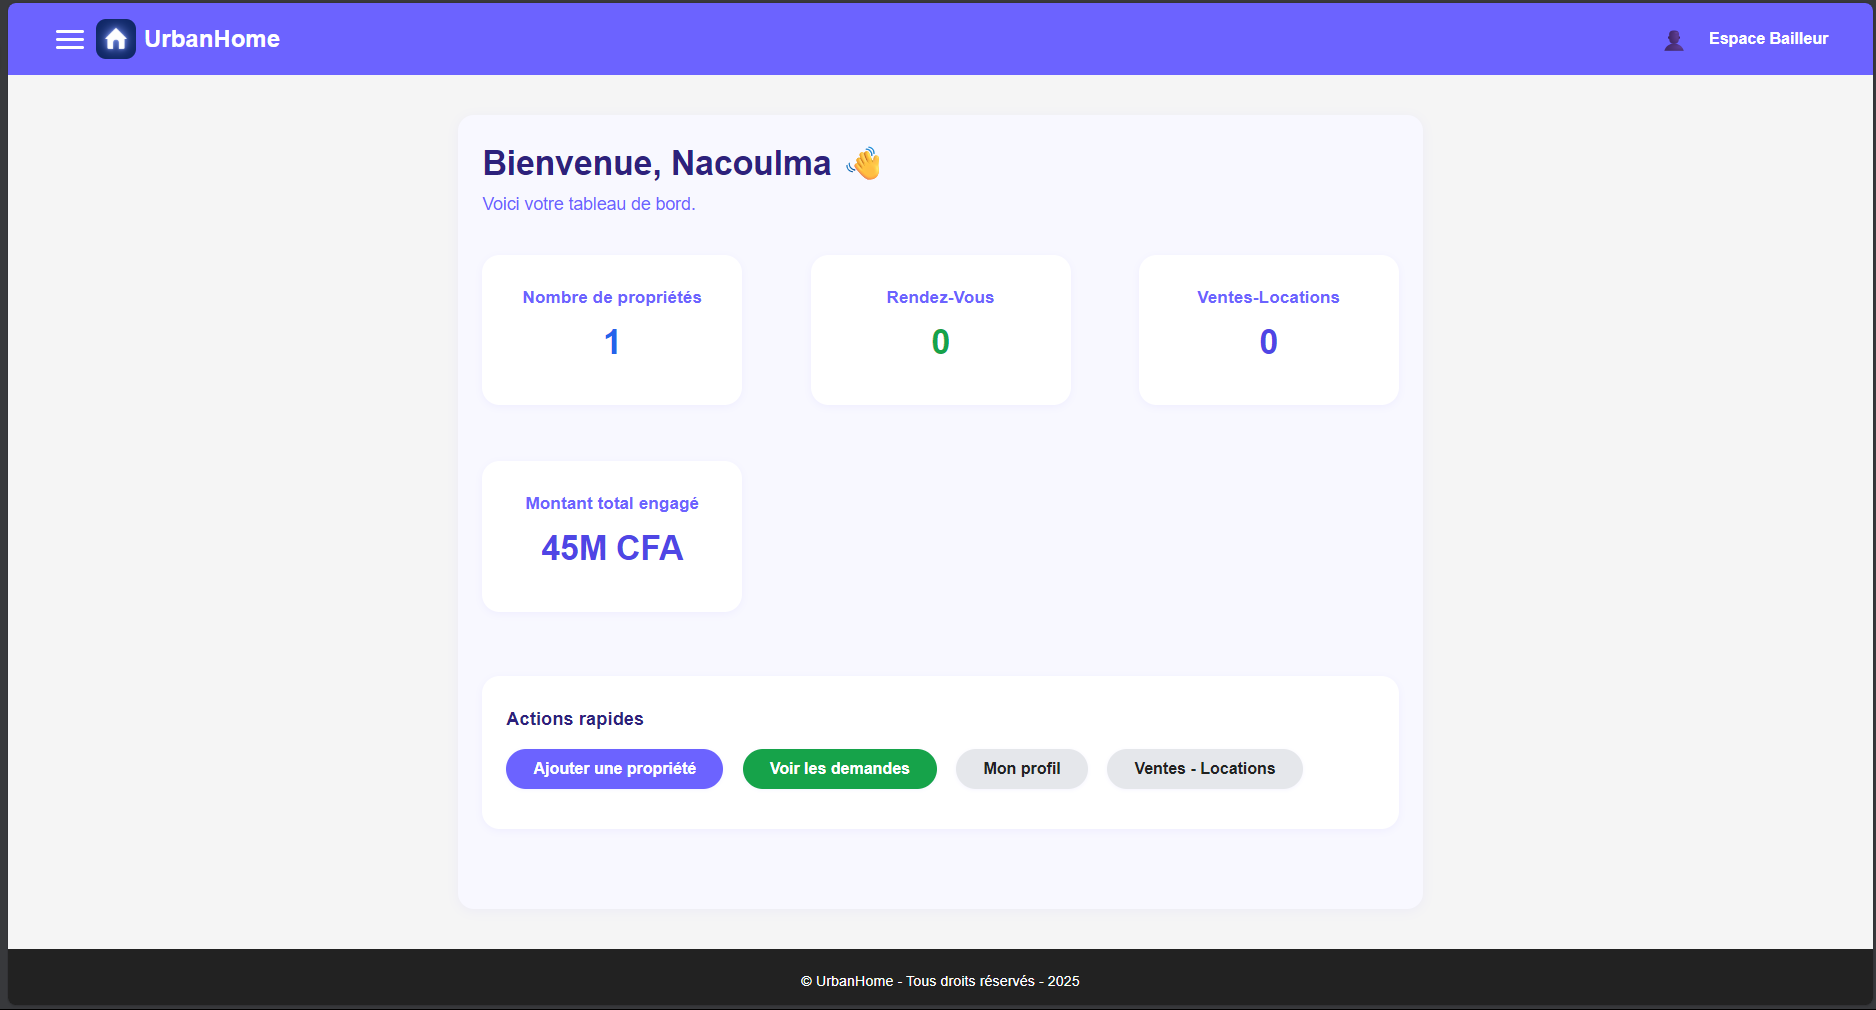 UrbanHome
Espace Bailleur
Bienvenue, Nacoulma 👋
Voici votre tableau de bord.
Nombre de propriétés
1
Rendez-Vous
0
Ventes-Locations
0
Montant total engagé
45M CFA
Actions rapides
Ajouter une propriété
Voir les demandes
Mon profil
Ventes - Locations
© UrbanHome - Tous droits réservés - 2025